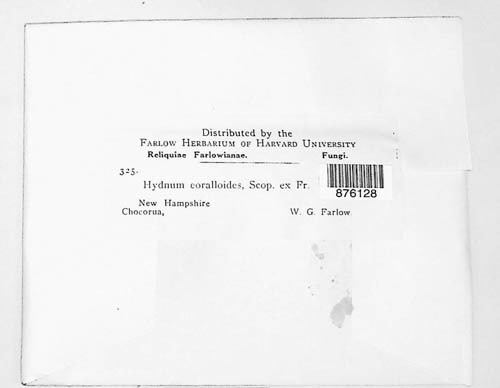 Distributed by the
FARLOW HERBARIUM OF HARVARD UNIVERSITY
Reliquiae Farlowianae. Fungi.
325.
Hydnum coralloides, Scop. ex Fr.
876128
New Hampshire
Chocorua, W. G. Farlow